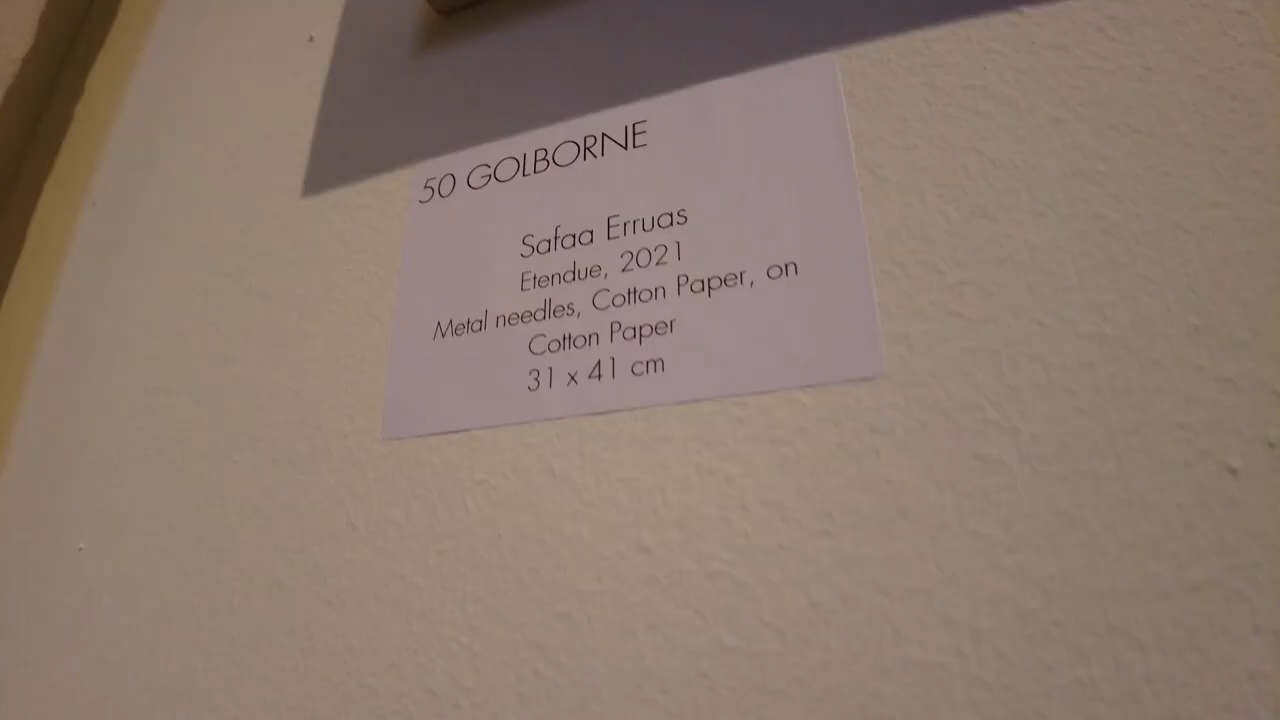 50 GOLBORNE
Safaa Erruas
Etendue, 2021
Metal needles, Cotton Paper, on
Cotton Paper
31 x 41 cm